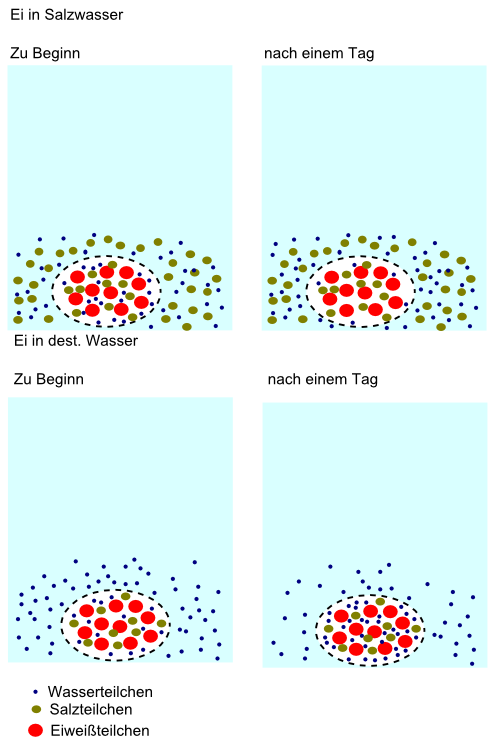 Ei in Salzwasser
Zu Beginn nach einem Tag
Ei in dest. Wasser
Zu Beginn nach einem Tag
Wasserteilchen
Salzteilchen
Eiweißteilchen